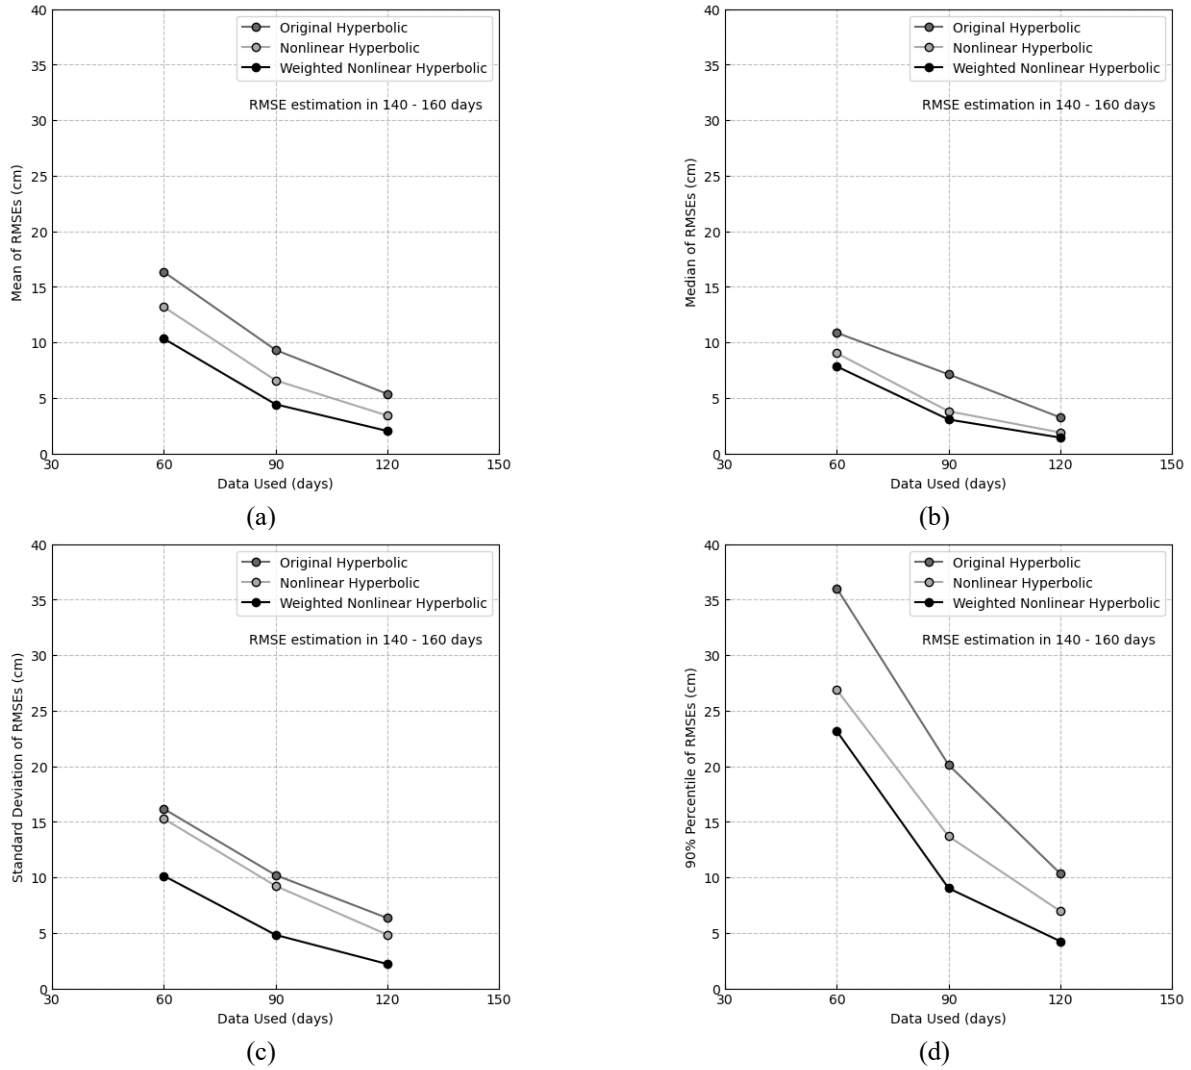 40
35
30
25
20
15
10
5
0
Mean of RMSEs (cm)
Original Hyperbolic
Nonlinear Hyperbolic
Weighted Nonlinear Hyperbolic
RMSE estimation in 140 - 160 days
30 60 90 120 150
Data Used (days)
(a)
40
35
30
25
20
15
10
5
0
Median of RMSEs (cm)
Original Hyperbolic
Nonlinear Hyperbolic
Weighted Nonlinear Hyperbolic
RMSE estimation in 140 - 160 days
30 60 90 120 150
Data Used (days)
(b)
40
35
30
25
20
15
10
5
0
Standard Deviation of RMSEs (cm)
Original Hyperbolic
Nonlinear Hyperbolic
Weighted Nonlinear Hyperbolic
RMSE estimation in 140 - 160 days
30 60 90 120 150
Data Used (days)
(c)
40
35
30
25
20
15
10
5
0
90% Percentile of RMSEs (cm)
Original Hyperbolic
Nonlinear Hyperbolic
Weighted Nonlinear Hyperbolic
RMSE estimation in 140 - 160 days
30 60 90 120 150
Data Used (days)
(d)